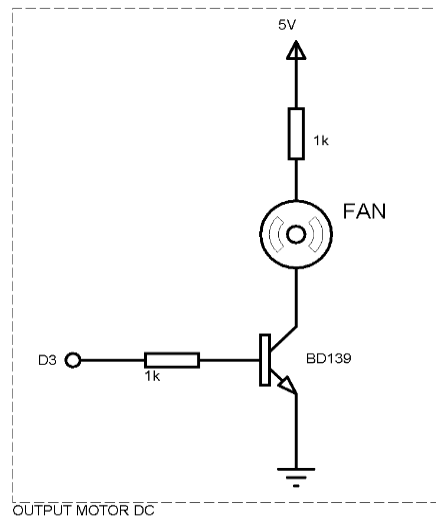 5V
1k
FAN
D3
1k
BD139
OUTPUT MOTOR DC